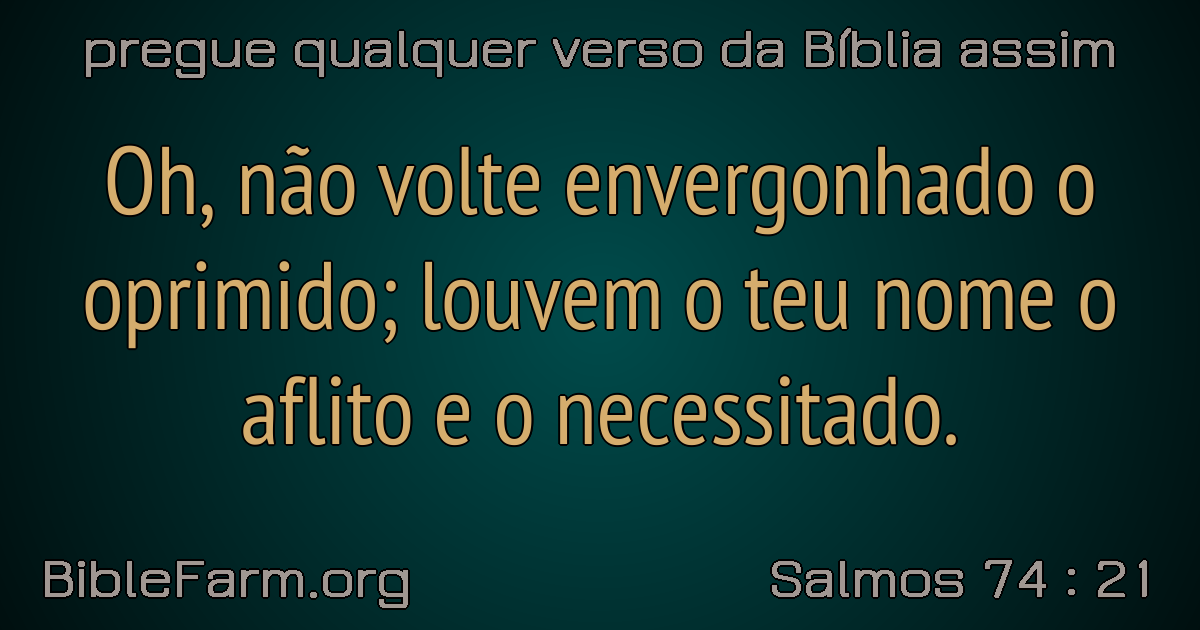 pregue qualquer verso da Bíblia assim
Oh, não volte envergonhado o
oprimido; louvem o teu nome o
aflito e o necessitado.
BibleFarm.org
Salmos 74 : 21